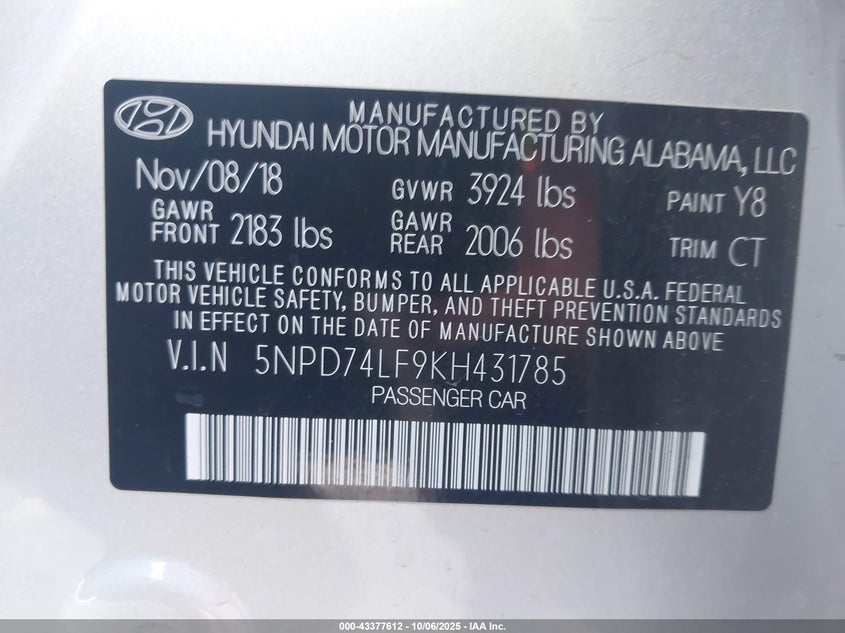 MANUFACTURED BY
HYUNDAI MOTOR MANUFACTURING ALABAMA, LLC
Nov/08/18 GVWR 3924 lbs PAINT Y8
GAWR FRONT 2183 lbs GAWR REAR 2006 lbs TRIM CT
THIS VEHICLE CONFORMS TO ALL APPLICABLE U.S.A. FEDERAL
MOTOR VEHICLE SAFETY, BUMPER, AND THEFT PREVENTION STANDARDS
IN EFFECT ON THE DATE OF MANUFACTURE SHOWN ABOVE
V.I.N 5NPD74LF9KH431785
PASSENGER CAR
000-43377612 - 10/06/2025 - IAA Inc.